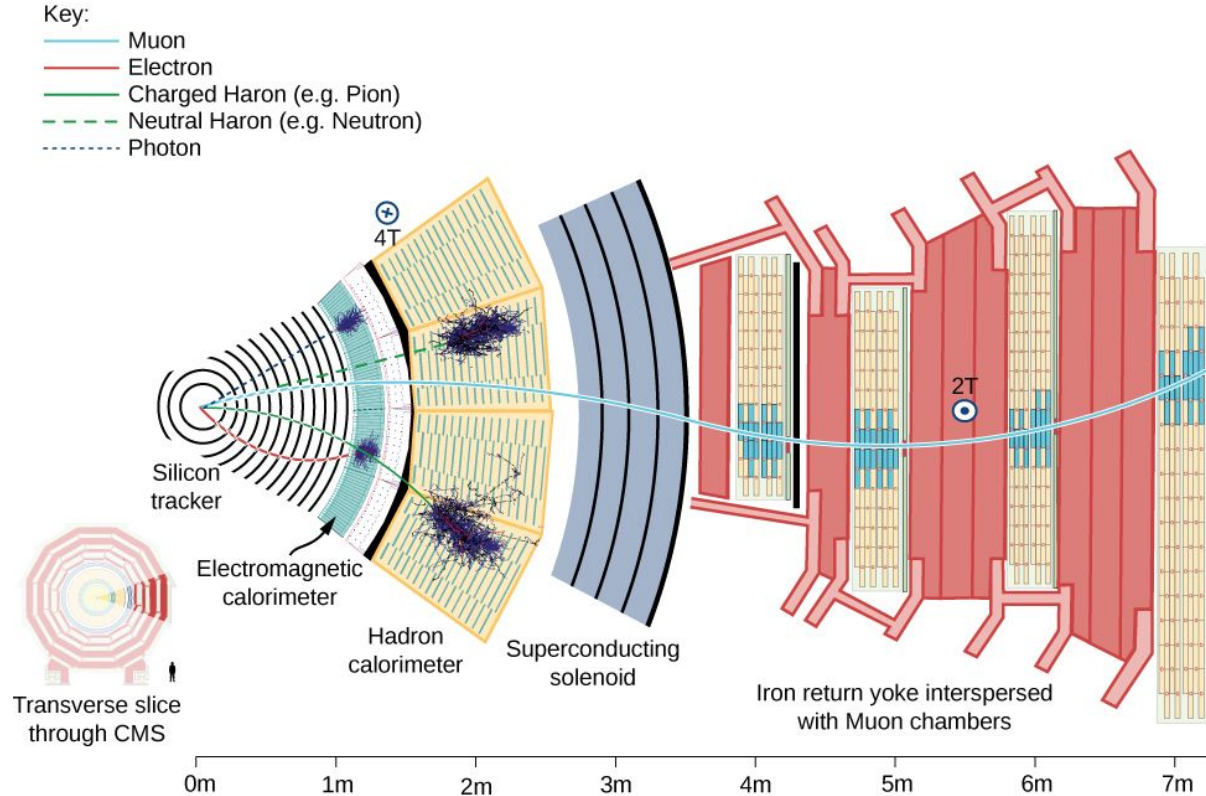 Key:
Muon
Electron
Charged Haron (e.g. Pion)
Neutral Haron (e.g. Neutron)
Photon
4T
2T
Silicon
tracker
Electromagnetic
calorimeter
Hadron
calorimeter
Superconducting
solenoid
Iron return yoke interspersed
with Muon chambers
Transverse slice
through CMS
0m 1m 2m 3m 4m 5m 6m 7m